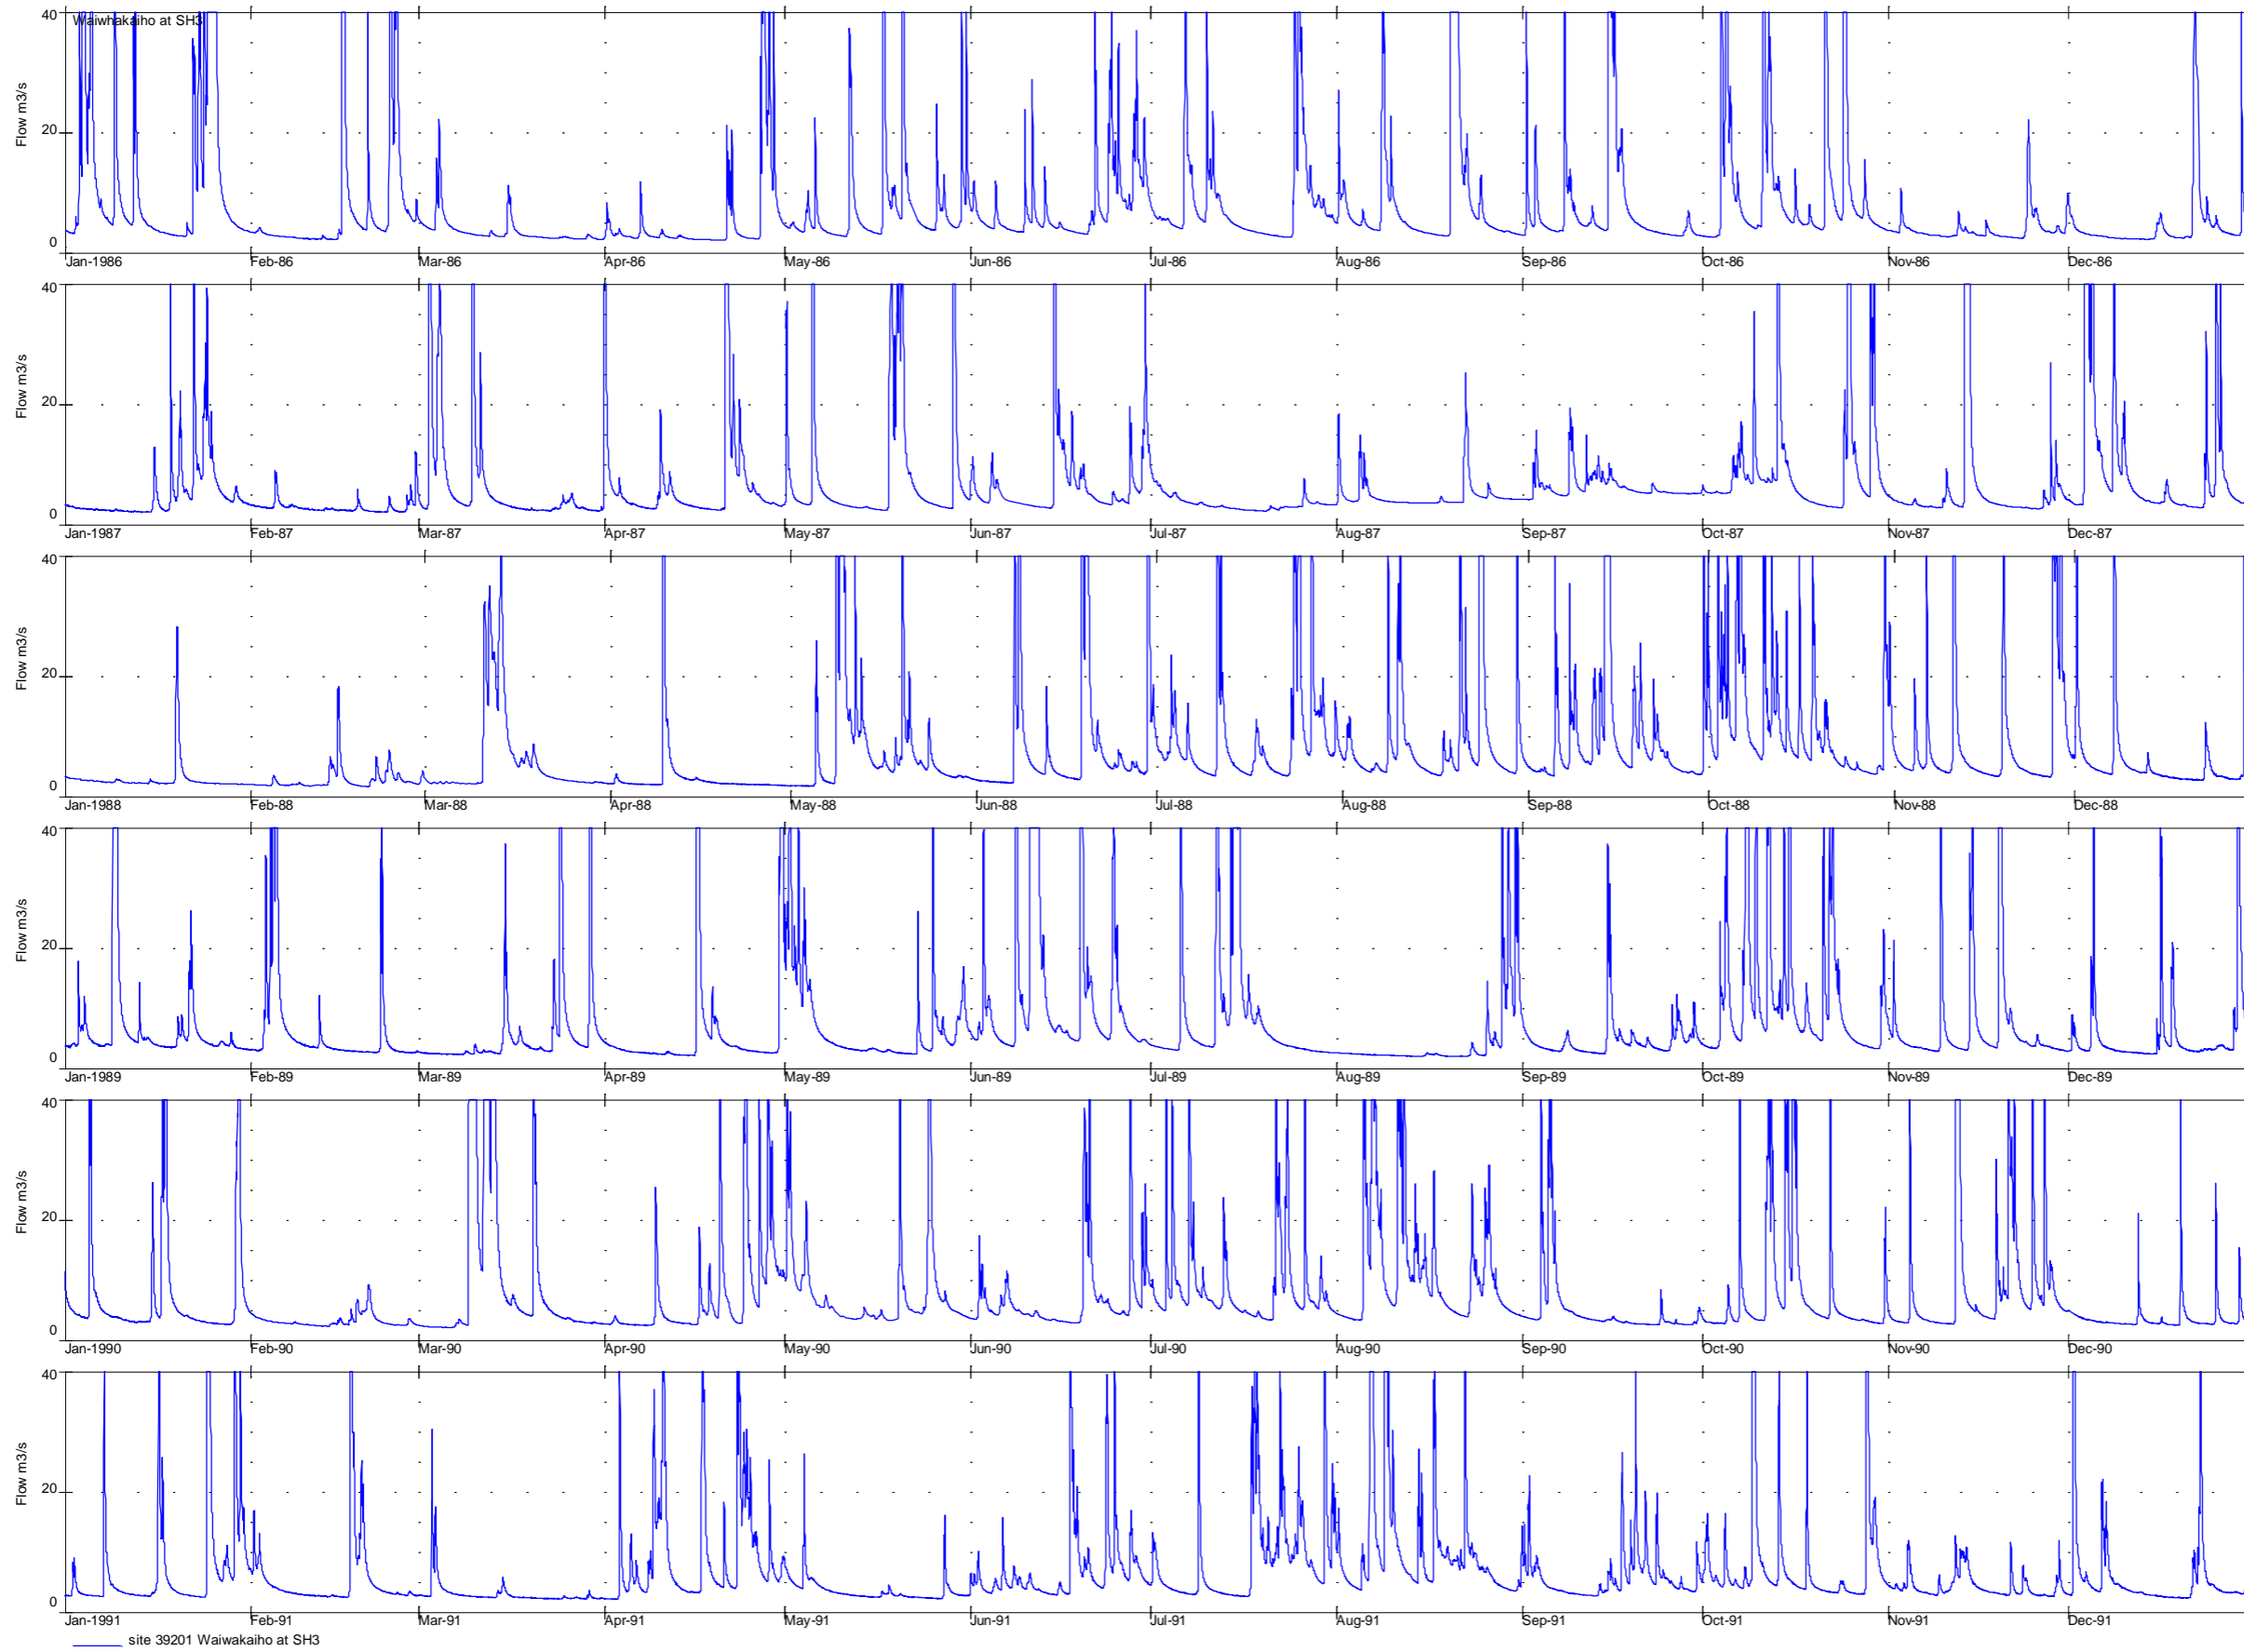 40
Waiwhakaiho at SH3
Flow m3/s
20
0
Jan-1986 Feb-86 Mar-86 Apr-86 May-86 Jun-86 Jul-86 Aug-86 Sep-86 Oct-86 Nov-86 Dec-86
40
Flow m3/s
20
0
Jan-1987 Feb-87 Mar-87 Apr-87 May-87 Jun-87 Jul-87 Aug-87 Sep-87 Oct-87 Nov-87 Dec-87
40
Flow m3/s
20
0
Jan-1988 Feb-88 Mar-88 Apr-88 May-88 Jun-88 Jul-88 Aug-88 Sep-88 Oct-88 Nov-88 Dec-88
40
Flow m3/s
20
0
Jan-1989 Feb-89 Mar-89 Apr-89 May-89 Jun-89 Jul-89 Aug-89 Sep-89 Oct-89 Nov-89 Dec-89
40
Flow m3/s
20
0
Jan-1990 Feb-90 Mar-90 Apr-90 May-90 Jun-90 Jul-90 Aug-90 Sep-90 Oct-90 Nov-90 Dec-90
40
Flow m3/s
20
0
Jan-1991 Feb-91 Mar-91 Apr-91 May-91 Jun-91 Jul-91 Aug-91 Sep-91 Oct-91 Nov-91 Dec-91
site 39201 Waiwakaiho at SH3